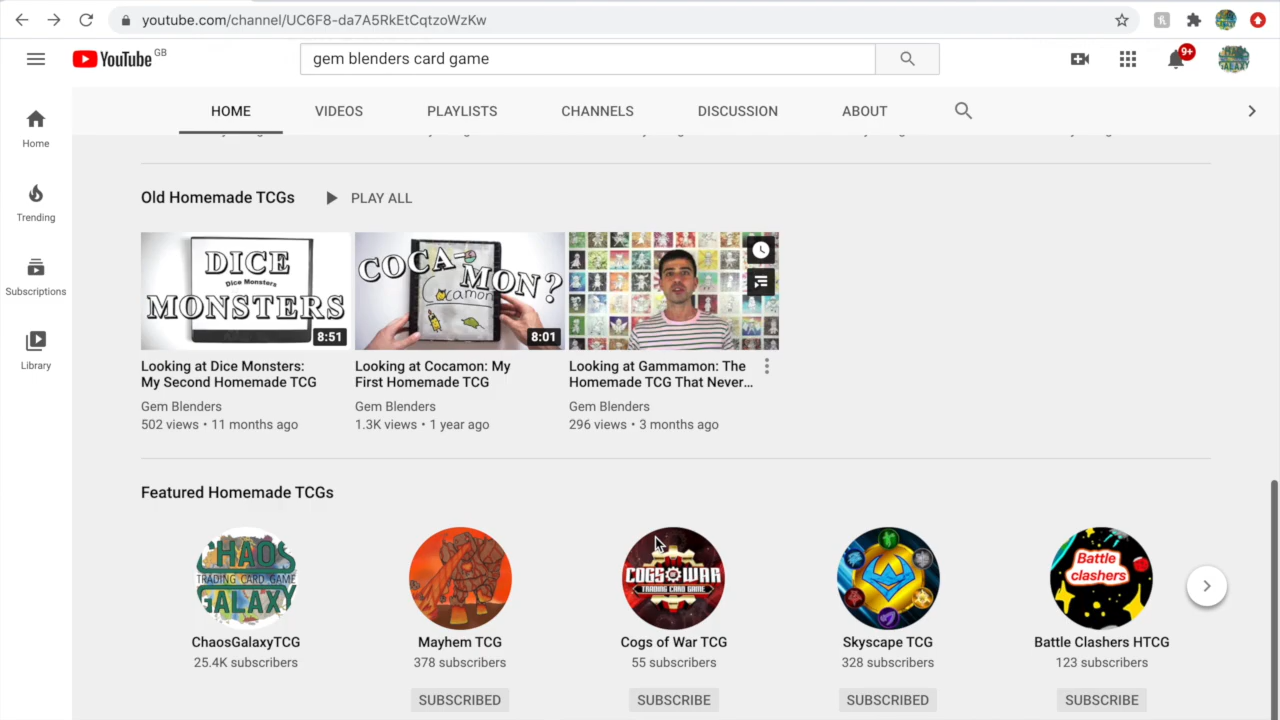 youtube.com/channel/UC6F8-da7A5RkEtCqtzoWzKw
YouTube GB
gem blenders card game
9+
HOME VIDEOS PLAYLISTS CHANNELS DISCUSSION ABOUT
Home
Trending
Subscriptions
Library
Old Homemade TCGs PLAY ALL
DICE
Dice Monsters
MONSTERS
8:51
COCA-MON?
Cocamon
8:01
Looking at Dice Monsters:
My Second Homemade TCG
Gem Blenders
502 views • 11 months ago
Looking at Cocamon: My
First Homemade TCG
Gem Blenders
1.3K views • 1 year ago
Looking at Gammamon: The
Homemade TCG That Never...
Gem Blenders
296 views • 3 months ago
Featured Homemade TCGs
CHAOS
TRADING CARD GAME
GALAXY
ChaosGalaxyTCG
25.4K subscribers
Mayhem TCG
378 subscribers
SUBSCRIBED
COGS WAR
TRADING CARD GAME
Cogs of War TCG
55 subscribers
SUBSCRIBE
Skyscape TCG
328 subscribers
SUBSCRIBED
Battle
clashers
Battle Clashers HTCG
123 subscribers
SUBSCRIBE